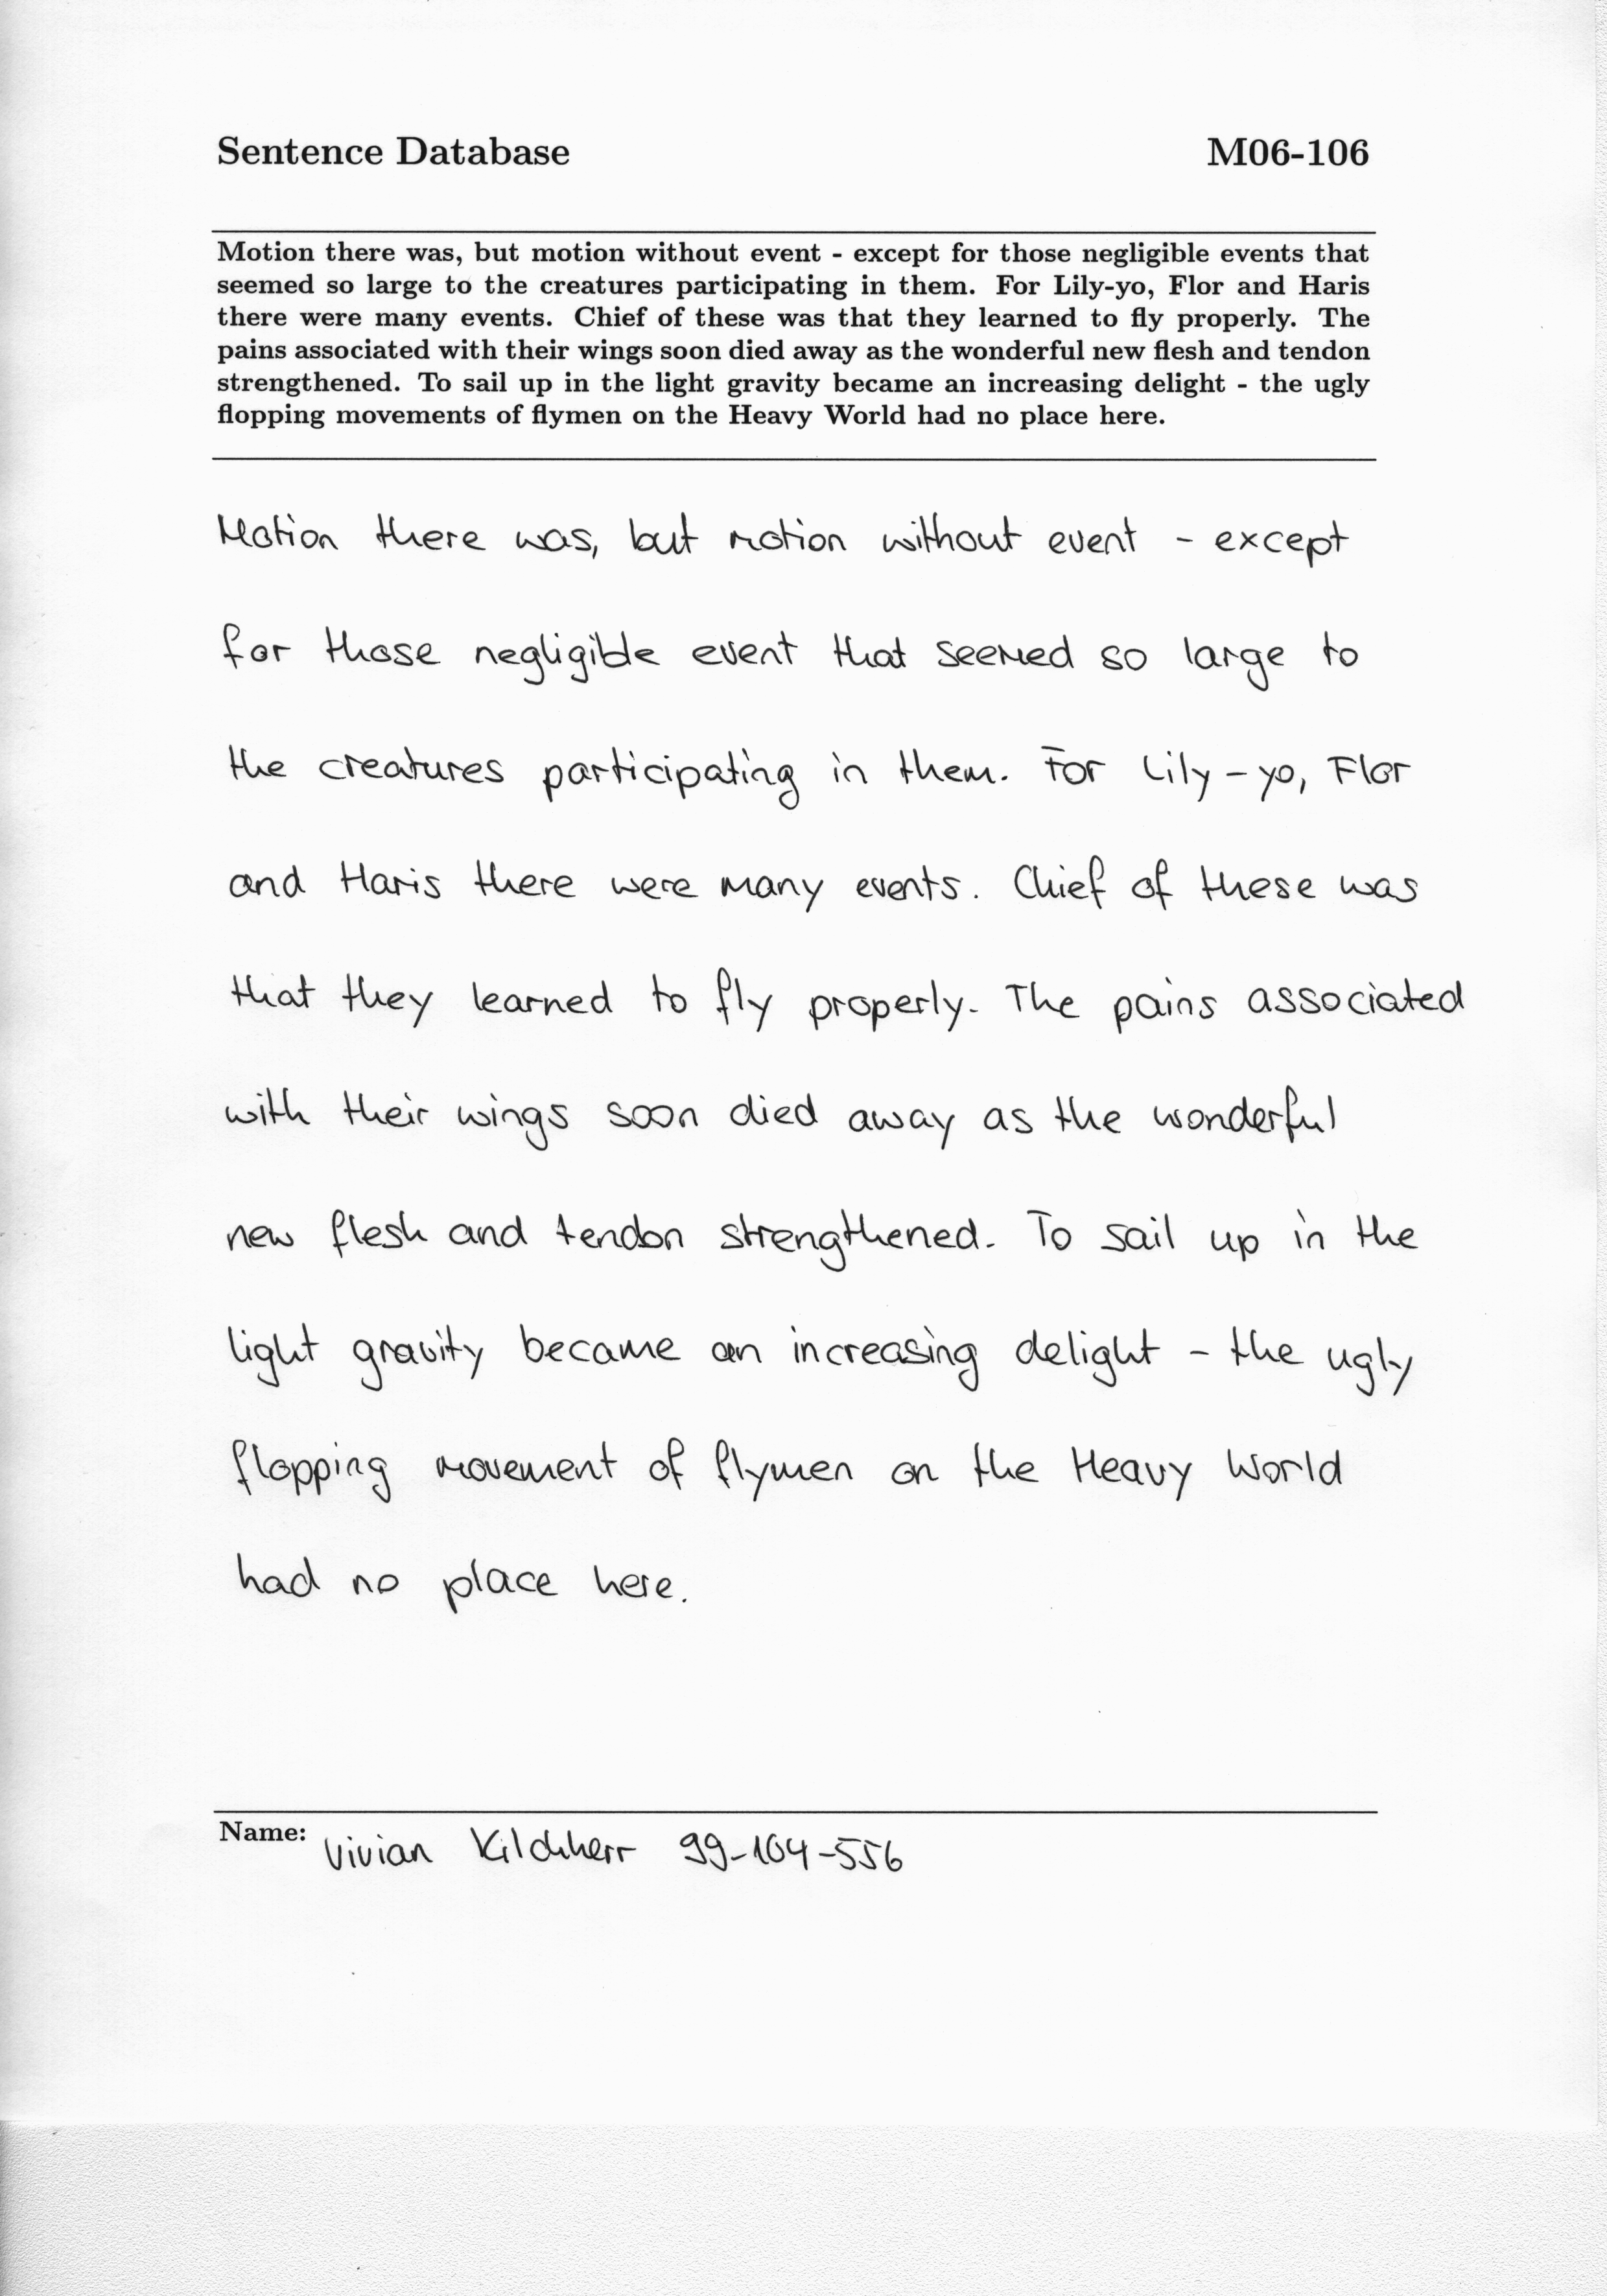 Sentence Database M06-106
Motion there was, but motion without event - except for those negligible events that
seemed so large to the creatures participating in them. For Lily-yo, Flor and Haris
there were many events. Chief of these was that they learned to fly properly. The
pains associated with their wings soon died away as the wonderful new flesh and tendon
strengthened. To sail up in the light gravity became an increasing delight - the ugly
flopping movements of flymen on the Heavy World had no place here.
Motion there was, but motion without event - except
for those negligible event that seemed so large to
the creatures participating in them. For Lily-yo, Flor
and Haris there were many events. Chief of these was
that they learned to fly properly. The pains associated
with their wings soon died away as the wonderful
new flesh and tendon strengthened. To sail up in the
light gravity became an increasing delight - the ugly
flopping movement of flymen on the Heavy World
had no place here.
Name: Vivian Kilchherr 99-104-556